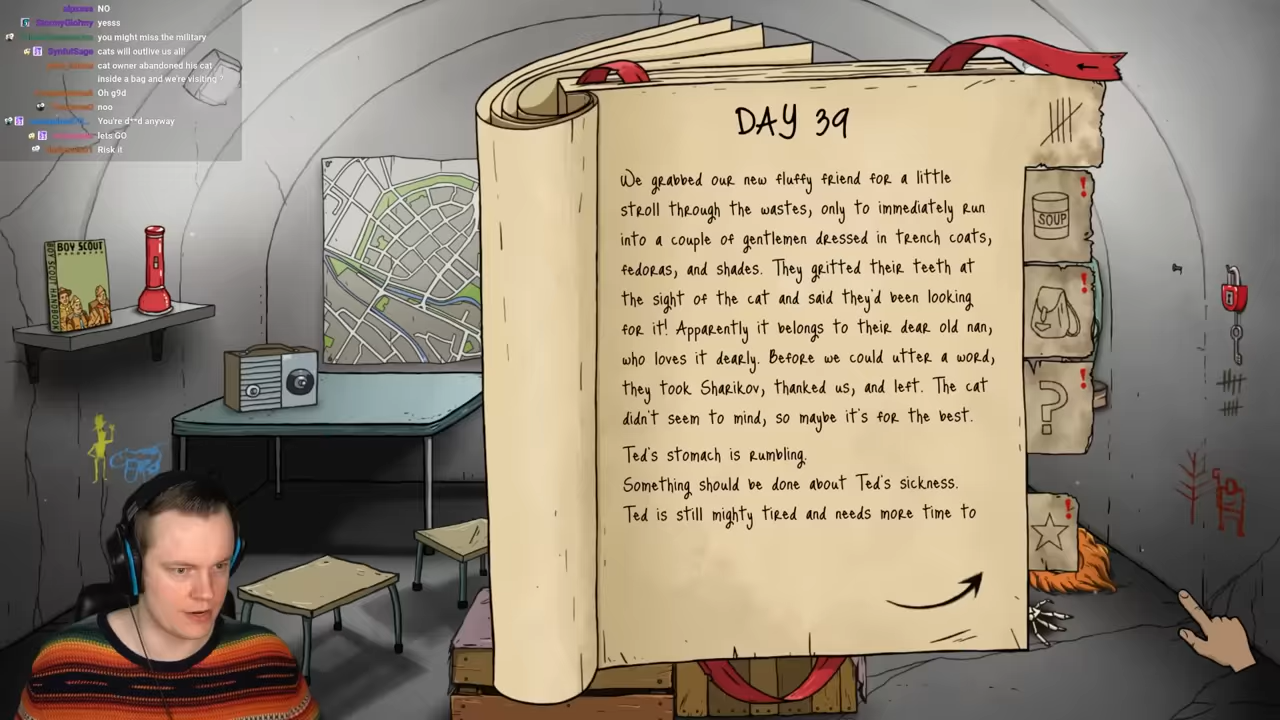 NO
yesss
you might miss the military
SynfulSage cats will outlive us all!
cat owner abandoned his cat
inside a bag and we're visiting ?
Oh g9d
noo
You're d**d anyway
lets GO
Risk it
BOY SCOUT
BOY SCOUT HANDBOOK
DAY 39
We grabbed our new fluffy friend for a little
stroll through the wastes, only to immediately run
into a couple of gentlemen dressed in trench coats,
fedoras, and shades. They gritted their teeth at
the sight of the cat and said they'd been looking
for it! Apparently it belongs to their dear old nan,
who loves it dearly. Before we could utter a word,
they took Sharikov, thanked us, and left. The cat
didn't seem to mind, so maybe it's for the best.
Ted's stomach is rumbling.
Something should be done about Ted's sickness.
Ted is still mighty tired and needs more time to
!
SOUP
!
!
?
!